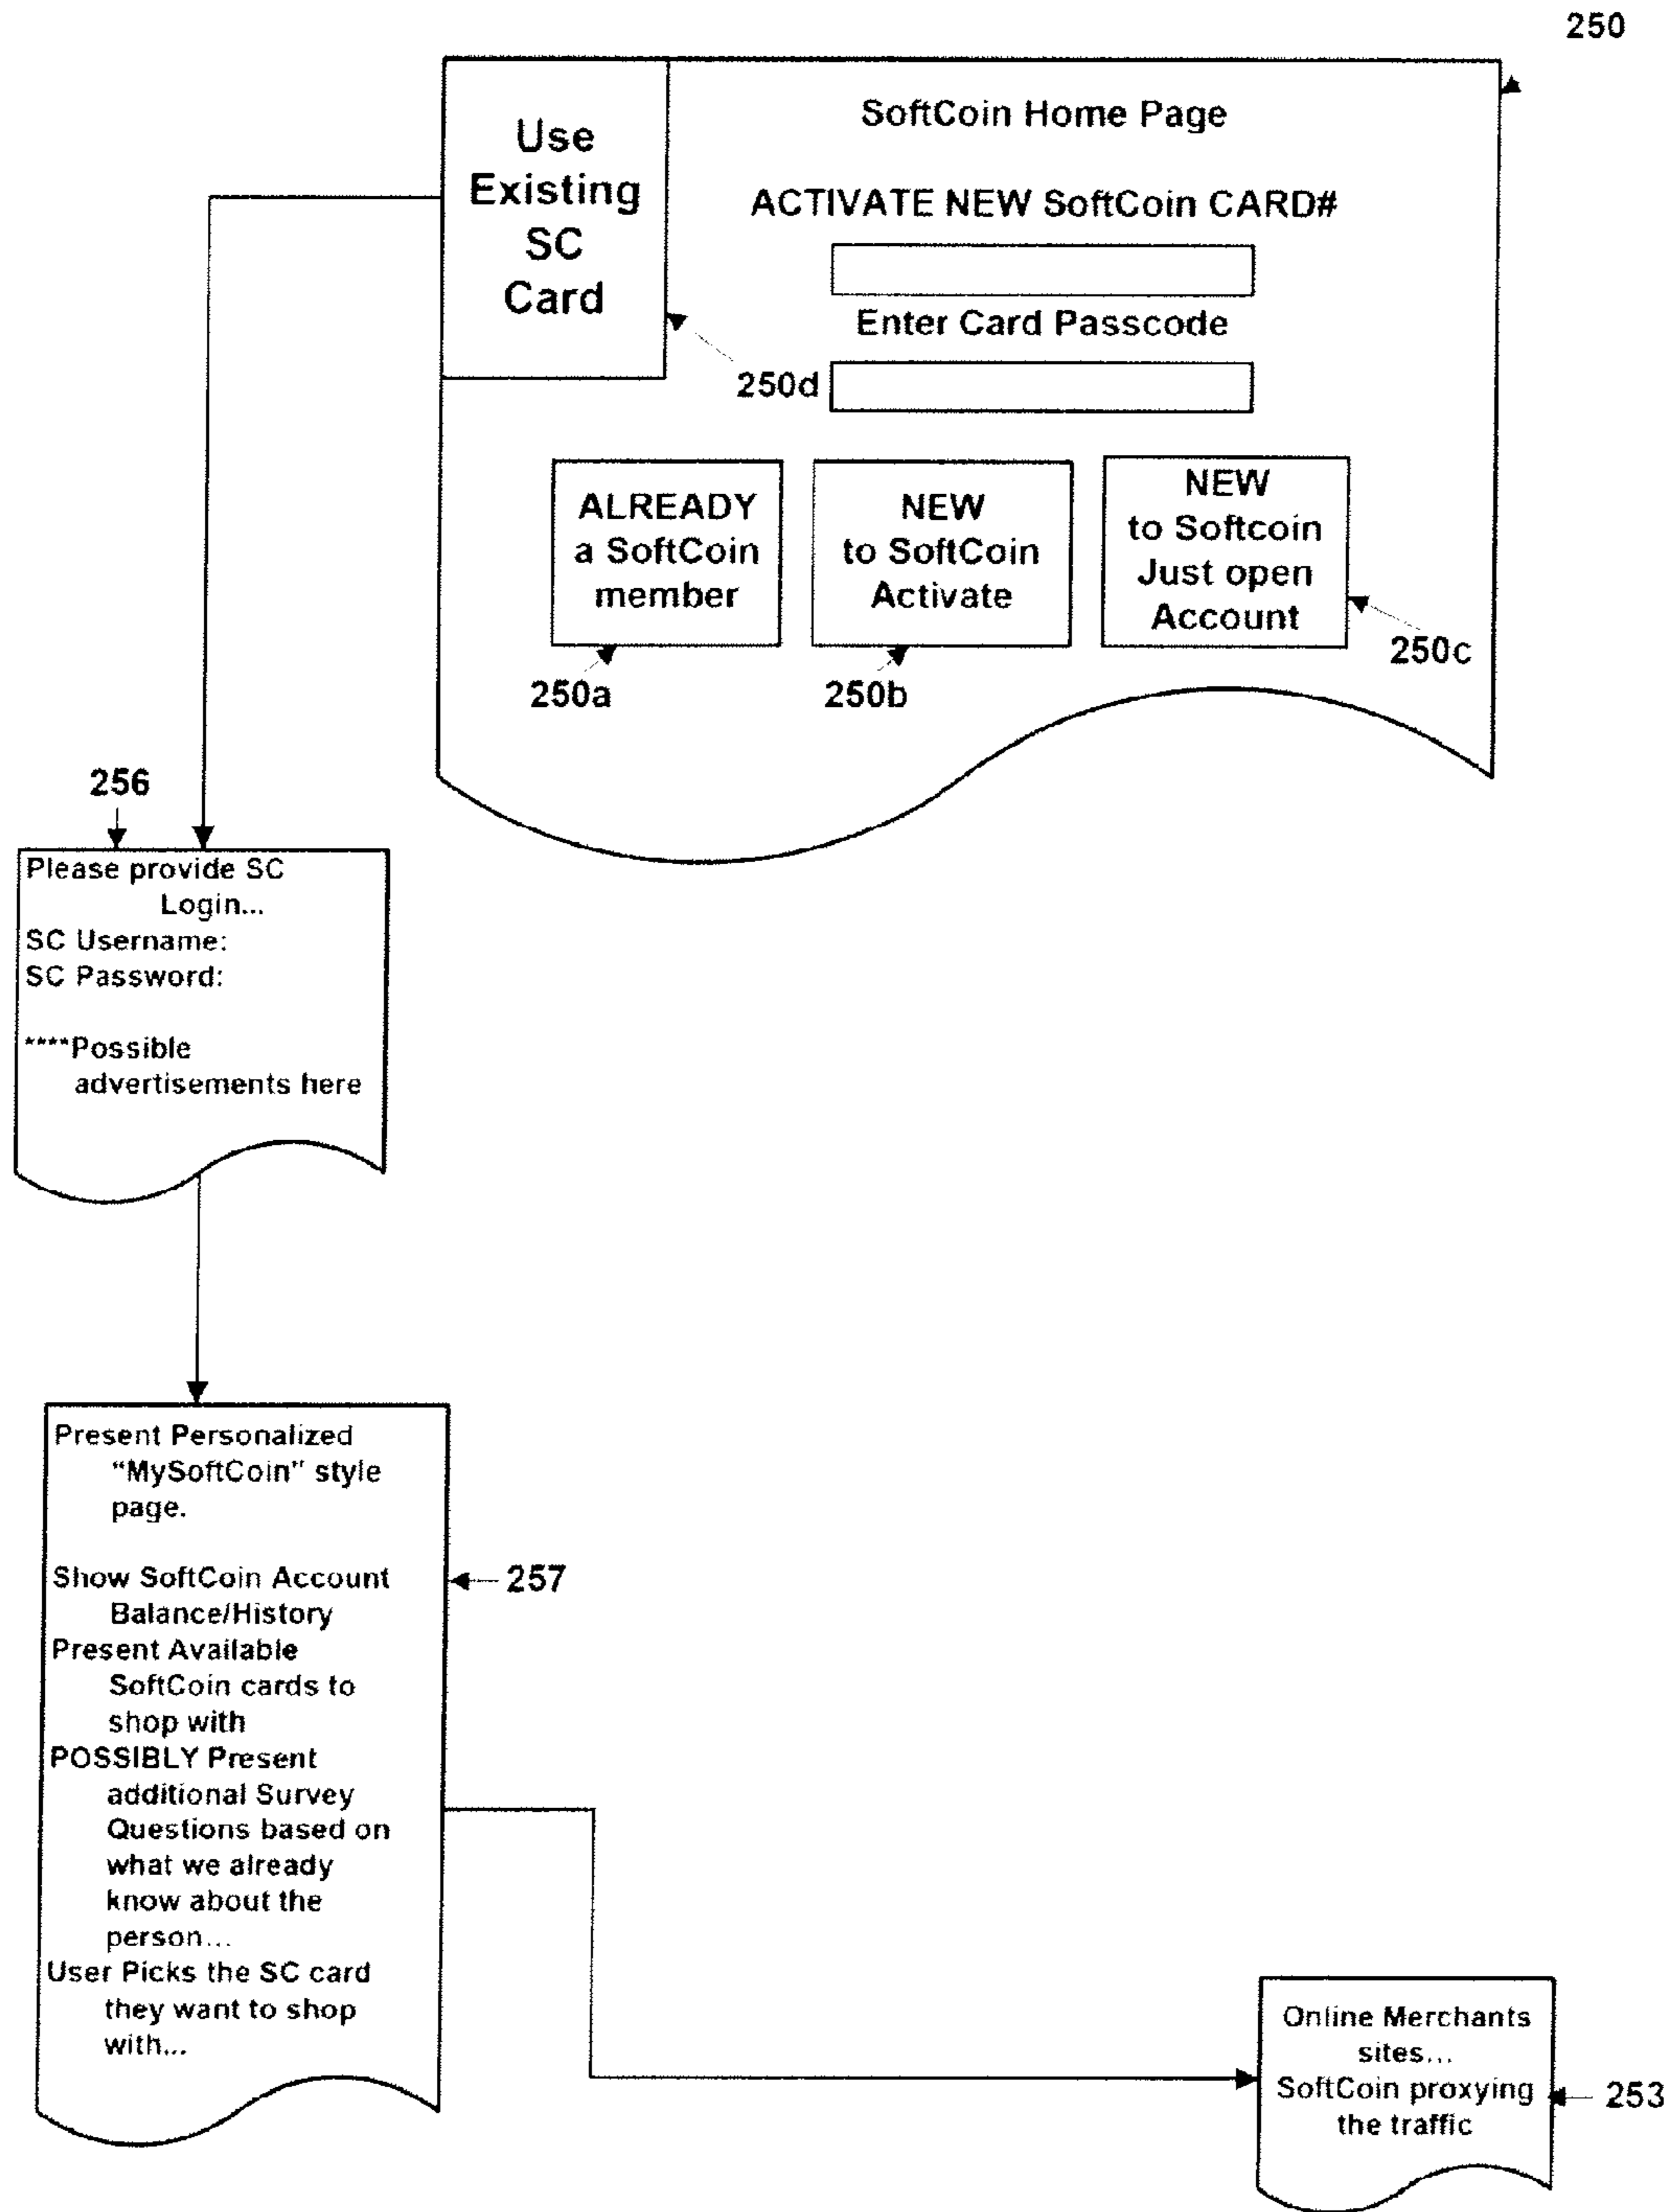 250
Use
Existing
SC
Card
SoftCoin Home Page
ACTIVATE NEW SoftCoin CARD#
Enter Card Passcode
250d
ALREADY
a SoftCoin
member
NEW
to SoftCoin
Activate
NEW
to Softcoin
Just open
Account
250a
250b
250c
256
Please provide SC
Login...
SC Username:
SC Password:
****Possible
advertisements here
Present Personalized
“MySoftCoin” style
page.
Show SoftCoin Account
Balance/History
Present Available
SoftCoin cards to
shop with
POSSIBLY Present
additional Survey
Questions based on
what we already
know about the
person...
User Picks the SC card
they want to shop
with...
257
Online Merchants
sites...
SoftCoin proxying
the traffic
253